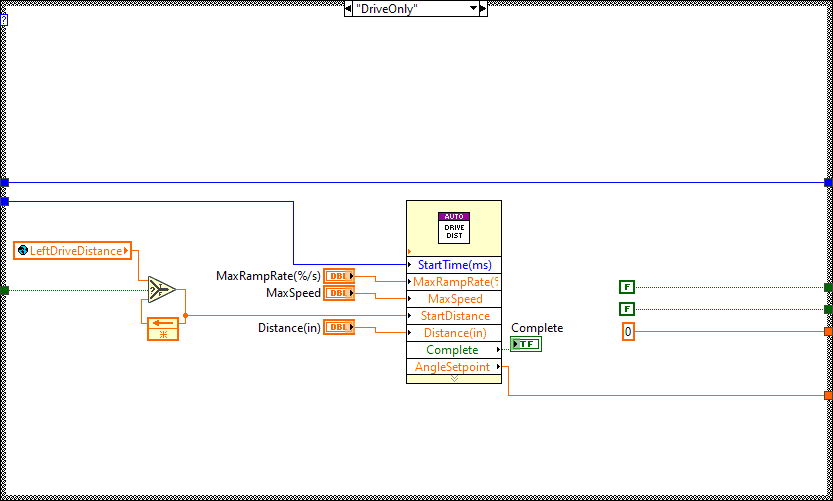 "DriveOnly"
?
AUTO
DRIVE
DIST
LeftDriveDistance
StartTime(ms)
MaxRampRate(%/s)
DBL
MaxRampRate(%
MaxSpeed
DBL
MaxSpeed
T
?
F
StartDistance
Distance(in)
DBL
Distance(in)
Complete
Complete
TF
AngleSetpoint
F
F
0